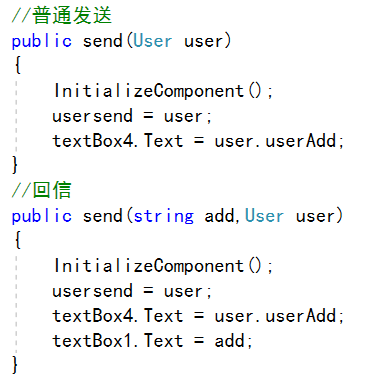 //普通发送
public send(User user)
{
InitializeComponent();
usersend = user;
textBox4.Text = user.userAdd;
}
//回信
public send(string add,User user)
{
InitializeComponent();
usersend = user;
textBox4.Text = user.userAdd;
textBox1.Text = add;
}